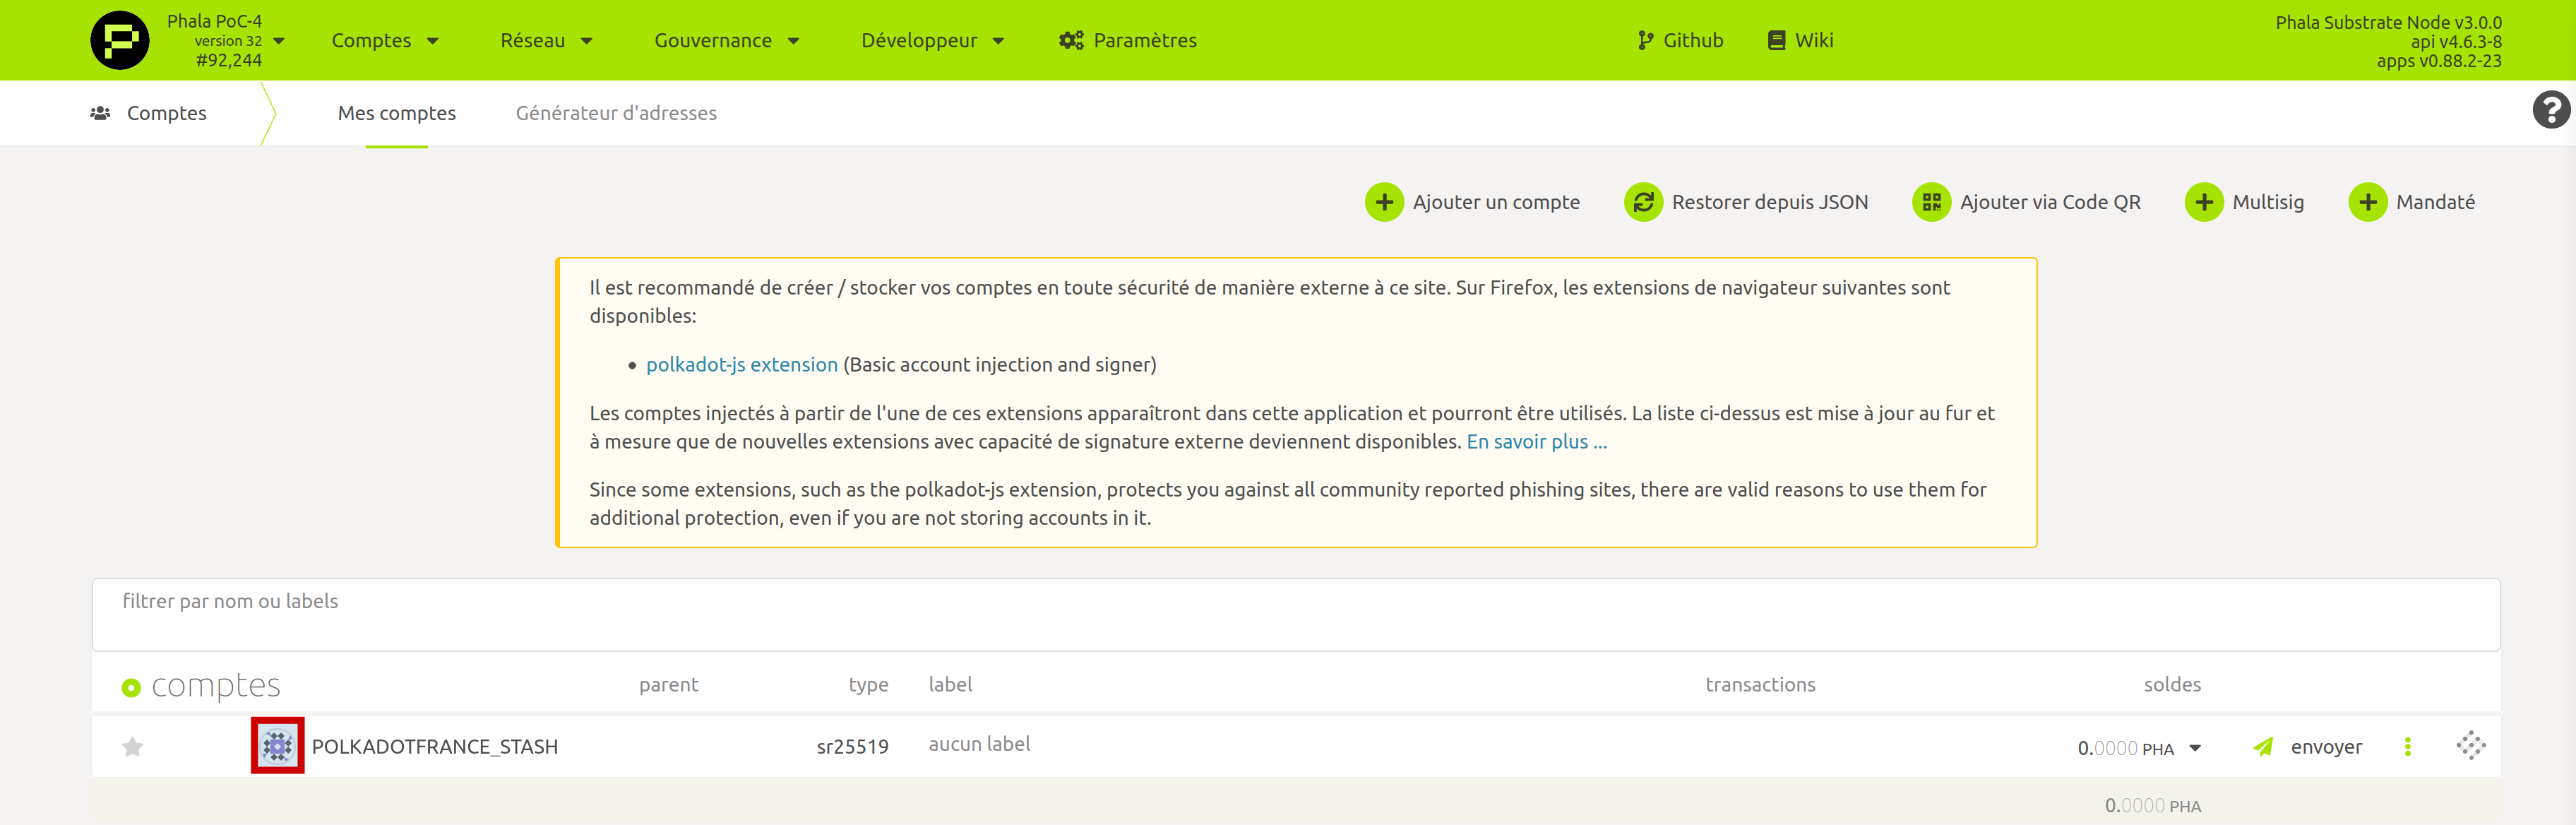 Phala PoC-4
version 32
#92,244
Comptes
Réseau
Gouvernance
Développeur
Paramètres
Github
Wiki
Phala Substrate Node v3.0.0
api v4.6.3-8
apps v0.88.2-23
Comptes
Mes comptes
Générateur d'adresses
Ajouter un compte
Restorer depuis JSON
Ajouter via Code QR
Multisig
Mandaté
Il est recommandé de créer / stocker vos comptes en toute sécurité de manière externe à ce site. Sur Firefox, les extensions de navigateur suivantes sont
disponibles:
• polkadot-js extension (Basic account injection and signer)
Les comptes injectés à partir de l'une de ces extensions apparaîtront dans cette application et pourront être utilisés. La liste ci-dessus est mise à jour au fur et
à mesure que de nouvelles extensions avec capacité de signature externe deviennent disponibles. En savoir plus ...
Since some extensions, such as the polkadot-js extension, protects you against all community reported phishing sites, there are valid reasons to use them for
additional protection, even if you are not storing accounts in it.
filtrer par nom ou labels
comptes parent type label transactions soldes
POLKADOTFRANCE_STASH sr25519 aucun label 0.0000 PHA envoyer
0.0000 PHA